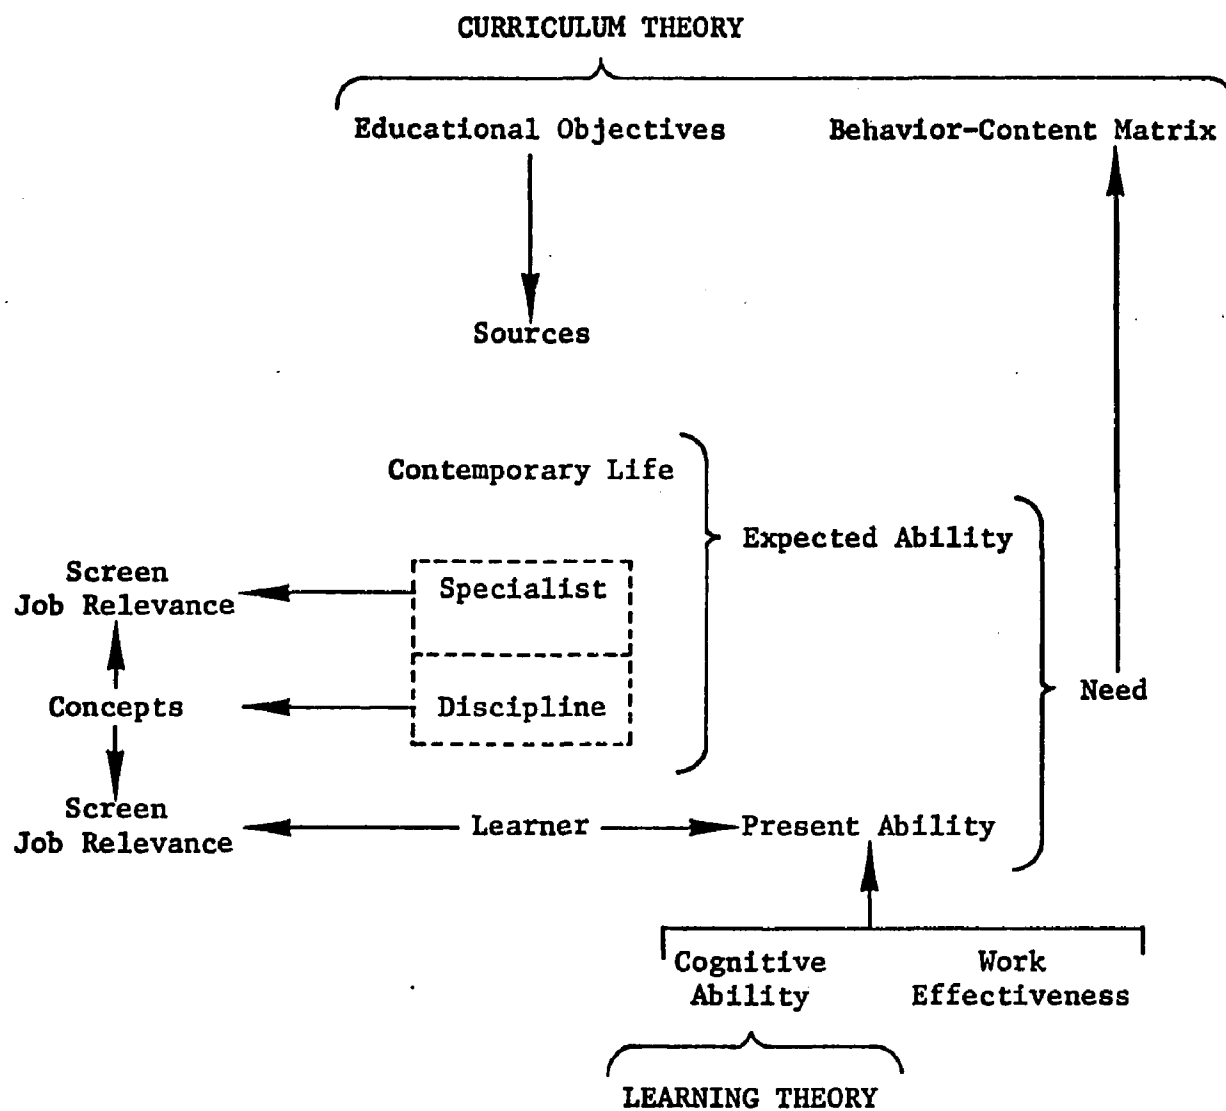 CURRICULUM THEORY
Educational Objectives
Behavior-Content Matrix
Sources
Contemporary Life
Expected Ability
Screen
Job Relevance
Specialist
Concepts
Discipline
Need
Screen
Job Relevance
Learner
Present Ability
Cognitive
Ability
Work
Effectiveness
LEARNING THEORY